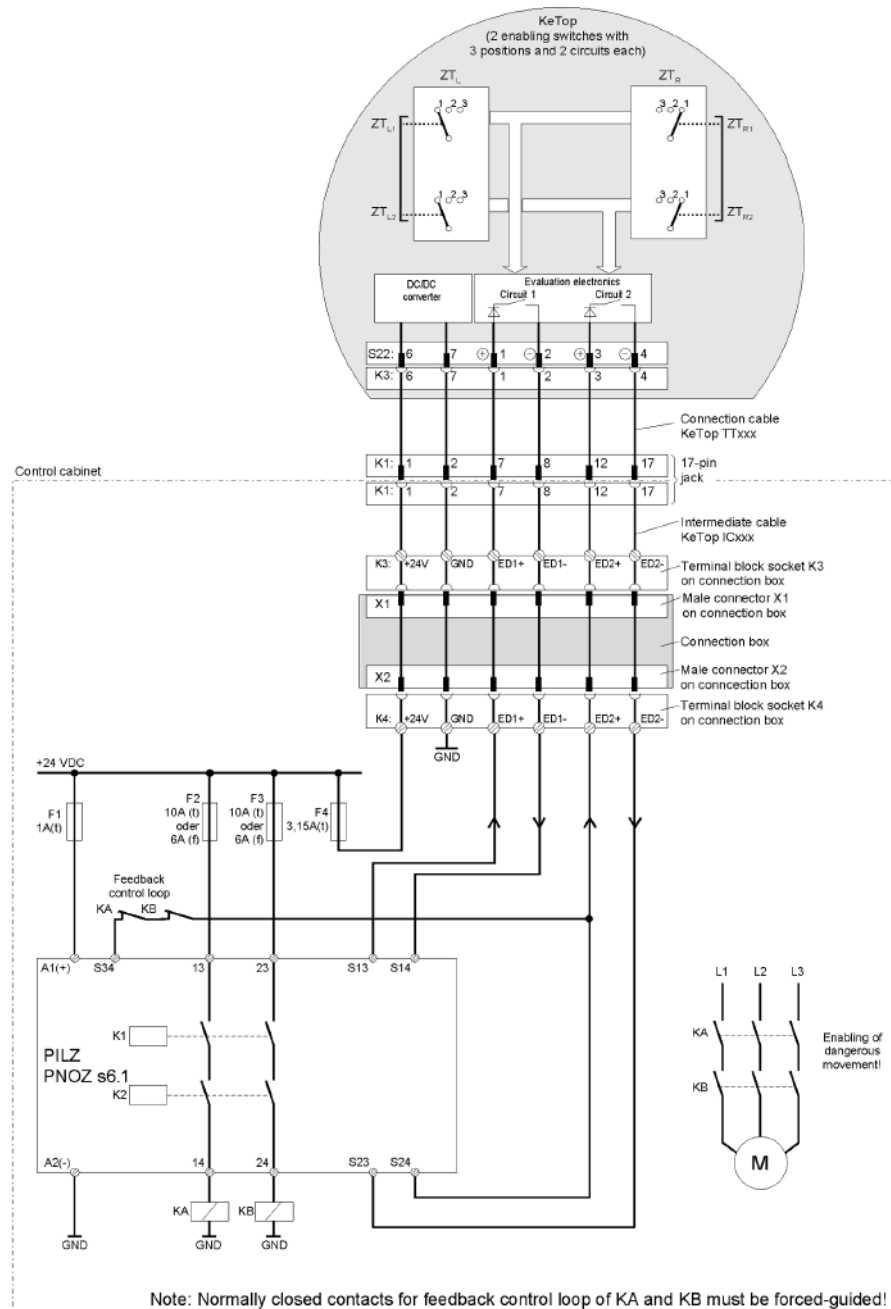 KeTop
(2 enabling switches with
3 positions and 2 circuits each)
ZTL
ZTR
1 2 3
3 2 1
ZTL1
ZTR1
1 2 3
3 2 1
ZTL2
ZTR2
DC/DC
converter
Evaluation electronics
Circuit 1
Circuit 2
S22: 6 7 + 1 - 2 + 3 - 4
K3: 6 7 1 2 3 4
Connection cable
KeTop TTxxx
Control cabinet
K1: 1 2 7 8 12 17
17-pin
jack
K1: 1 2 7 8 12 17
Intermediate cable
KeTop ICxxx
K3: +24V GND ED1+ ED1- ED2+ ED2-
Terminal block socket K3
on connection box
X1
Male connector X1
on connection box
Connection box
X2
Male connector X2
on conncection box
K4: +24V GND ED1+ ED1- ED2+ ED2-
Terminal block socket K4
on connection box
GND
+24 VDC
F1
1A(t)
F2
10A (t)
oder
6A (f)
F3
10A (t)
oder
6A (f)
F4
3,15A(t)
Feedback
control loop
KA KB
A1(+) S34 13 23 S13 S14
K1
PILZ
PNOZ s6.1
K2
A2(-) 14 24 S23 S24
KA KB
GND GND GND
L1 L2 L3
KA
KB
Enabling of
dangerous
movement!
M
Note: Normally closed contacts for feedback control loop of KA and KB must be forced-guided!